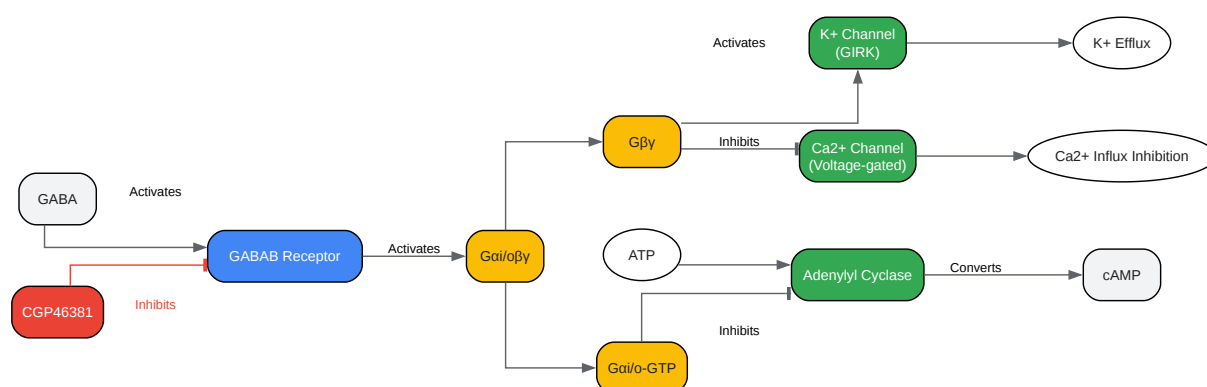 K+ Channel
(GIRK)
Activates
K+ Efflux
Gβγ
Inhibits
Ca2+ Channel
(Voltage-gated)
Ca2+ Influx Inhibition
GABA
Activates
GABAB Receptor
Activates
Gαi/oβγ
ATP
Adenylyl Cyclase
Converts
cAMP
CGP46381
Inhibits
Inhibits
Gαi/o-GTP